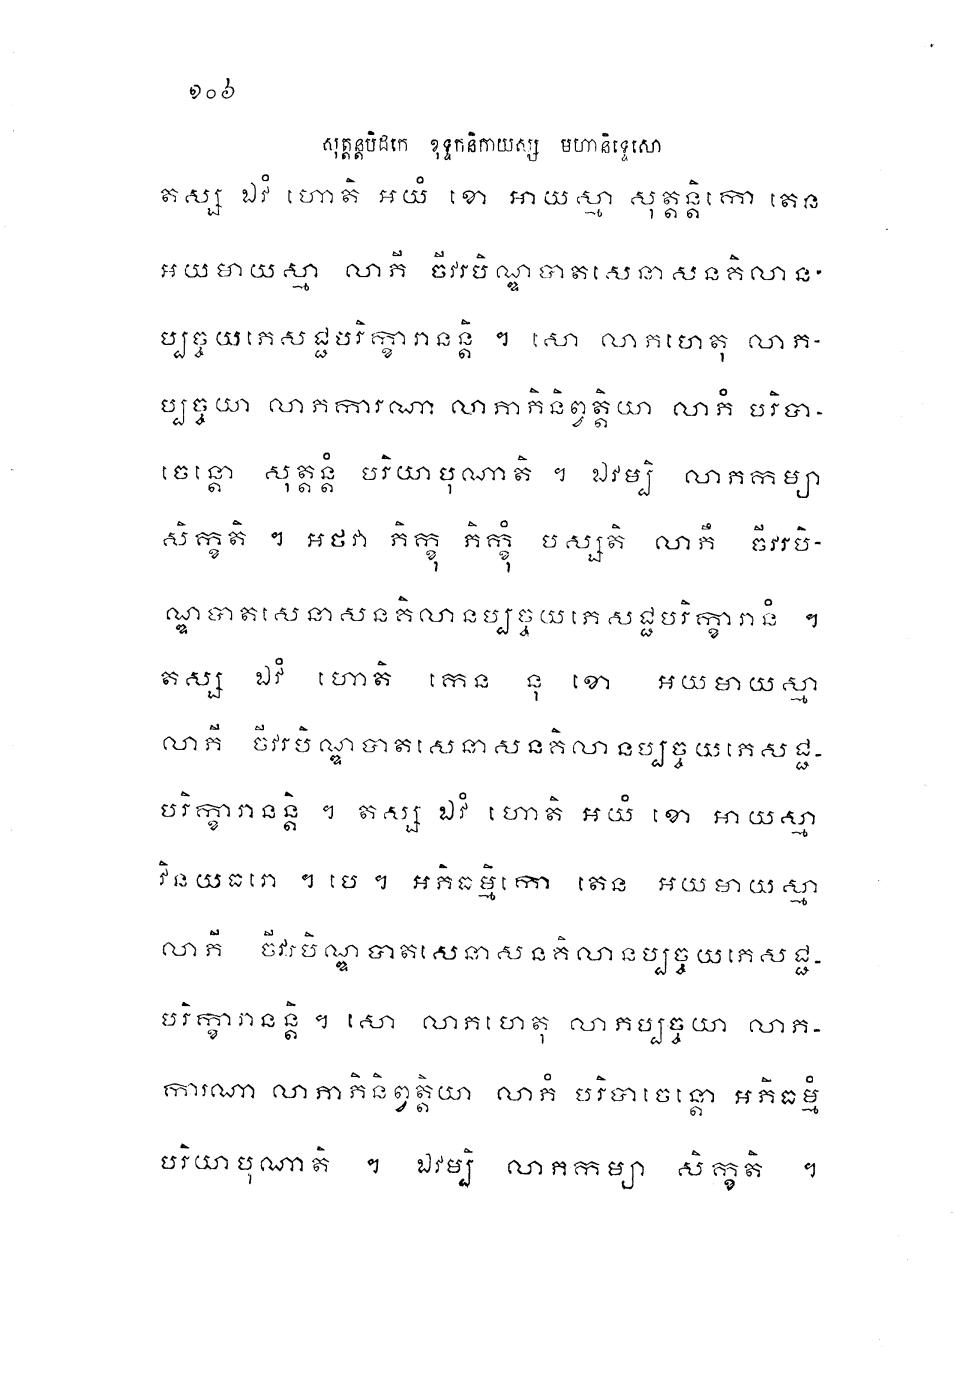 ១០៦
សុត្តន្តបិដកេ ខុទ្ទកនិកាយស្ស មហានិទ្ទេសោ
តស្ស ឯវំ ហោតិ អយំ ខោ អាយស្មា សុត្តន្តិកោ តេន
អយមាយស្មា លាភី ចីវរបិណ្ឌបាតសេនាសនគិលាន-
ប្បច្ចយភេសជ្ជបរិក្ខារានន្តិ ។ សោ លាភហេតុ លាភ-
ប្បច្ចយា លាភការណា លាភាភិនិព្វត្តិយា លាភំ បរិបា-
ចេន្តោ សុត្តន្តំ បរិយាបុណាតិ ។ ឯវម្បិ លាភកម្យា
សិក្ខតិ ។ អថវា ភិក្ខុ ភិក្ខុំ បស្សតិ លាភឹ ចីវរបិ-
ណ្ឌបាតសេនាសនគិលានប្បច្ចយភេសជ្ជបរិក្ខារានំ ។
តស្ស ឯវំ ហោតិ កេន នុ ខោ អយមាយស្មា
លាភី ចីវរបិណ្ឌបាតសេនាសនគិលានប្បច្ចយភេសជ្ជ-
បរិក្ខារានន្តិ ។ តស្ស ឯវំ ហោតិ អយំ ខោ អាយស្មា
វិនយធរោ ។ បេ ។ អភិធម្មិកោ តេន អយមាយស្មា
លាភី ចីវរបិណ្ឌបាតសេនាសនគិលានប្បច្ចយភេសជ្ជ-
បរិក្ខារានន្តិ ។ សោ លាភហេតុ លាភប្បច្ចយា លាភ-
ការណា លាភាភិនិព្វត្តិយា លាភំ បរិបាចេន្តោ អភិធម្មំ
បរិយាបុណាតិ ។ ឯវម្បិ លាភកម្យា សិក្ខតិ ។